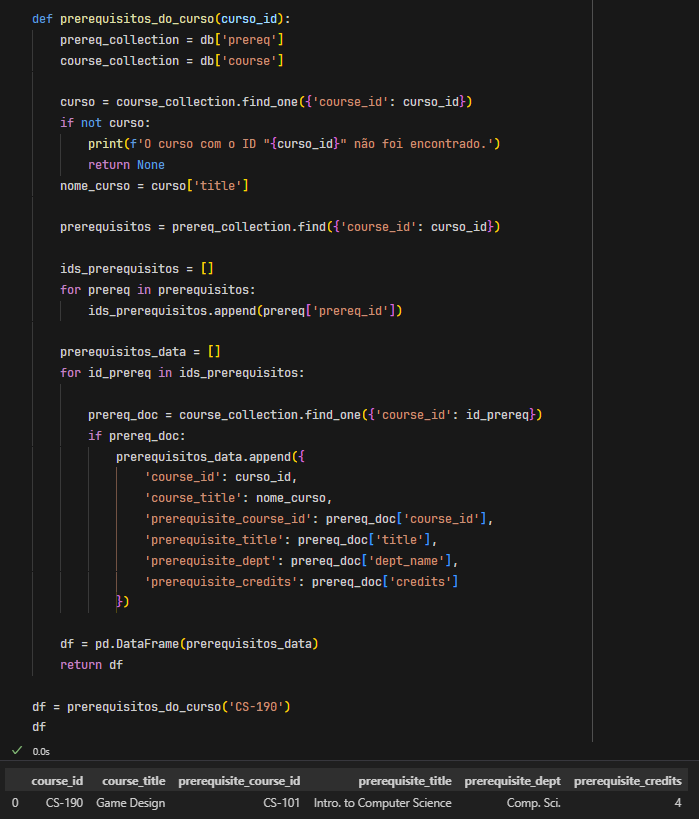 def prerequisitos_do_curso(curso_id):
    prereq_collection = db['prereq']
    course_collection = db['course']
    curso = course_collection.find_one({'course_id': curso_id})
    if not curso:
        print(f'O curso com o ID "{curso_id}" não foi encontrado.')
        return None
    nome_curso = curso['title']
    prerequisitos = prereq_collection.find({'course_id': curso_id})
    ids_prerequisitos = []
    for prereq in prerequisitos:
        ids_prerequisitos.append(prereq['prereq_id'])
    prerequisitos_data = []
    for id_prereq in ids_prerequisitos:
        prereq_doc = course_collection.find_one({'course_id': id_prereq})
        if prereq_doc:
            prerequisitos_data.append({
                'course_id': curso_id,
                'course_title': nome_curso,
                'prerequisite_course_id': prereq_doc['course_id'],
                'prerequisite_title': prereq_doc['title'],
                'prerequisite_dept': prereq_doc['dept_name'],
                'prerequisite_credits': prereq_doc['credits']
            })
    df = pd.DataFrame(prerequisitos_data)
    return df
df = prerequisitos_do_curso('CS-190')
df
0.0s
course_id course_title prerequisite_course_id prerequisite_title prerequisite_dept prerequisite_credits
0 CS-190 Game Design CS-101 Intro. to Computer Science Comp. Sci. 4